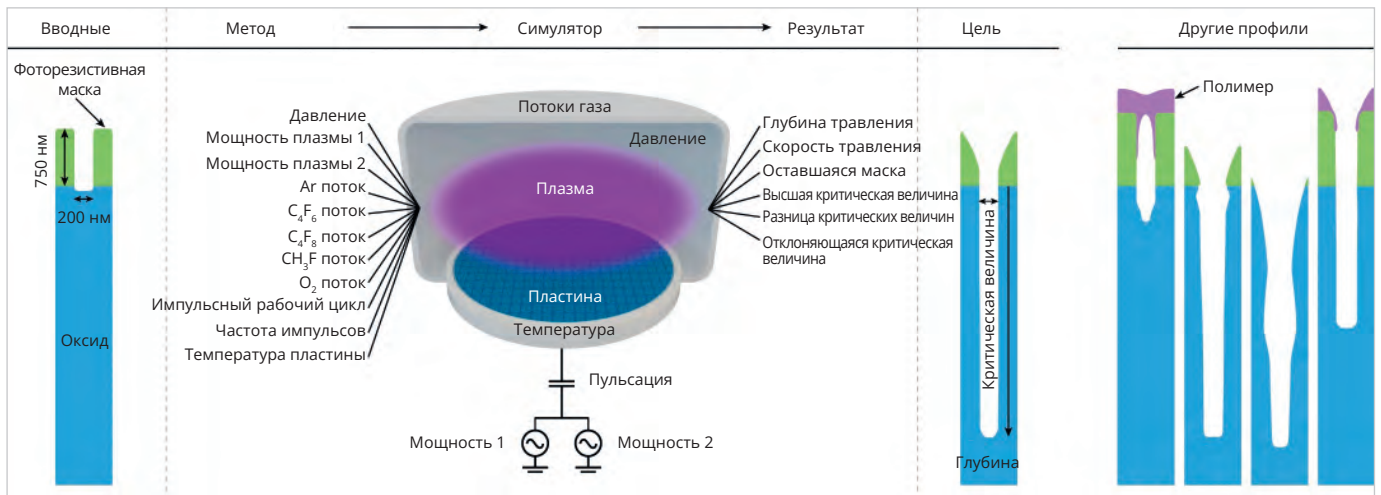 Вводные
Метод
Симулятор
Результат
Цель
Другие профили
Фоторезистивная
маска
750 нм
200 нм
Оксид
Давление
Мощность плазмы 1
Мощность плазмы 2
Ar поток
C₄F₆ поток
C₄F₈ поток
CH₃F поток
O₂ поток
Импульсный рабочий цикл
Частота импульсов
Температура пластины
Потоки газа
Давление
Плазма
Пластина
Температура
Пульсация
Мощность 1
Мощность 2
Глубина травления
Скорость травления
Оставшаяся маска
Высшая критическая величина
Разница критических величин
Отклоняющаяся критическая
величина
Критическая величина
Глубина
Полимер